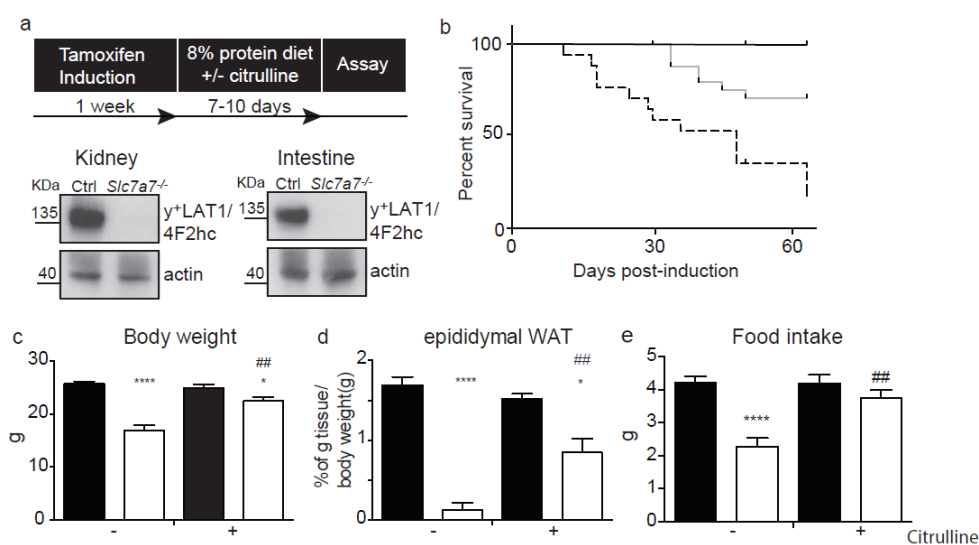 a
Tamoxifen
Induction
8% protein diet
+/- citrulline
Assay
1 week
7-10 days
Kidney
KDa Ctrl Slc7a7-/-
135
y+LAT1/
4F2hc
40
actin
Intestine
KDa Ctrl Slc7a7-/-
135
y+LAT1/
4F2hc
40
actin
b
Percent survival
100
50
0
0 30 60
Days post-induction
c
Body weight
g
30
20
10
0
****
##
*
- +
d
epididymal WAT
%of g tissue/
body weight(g)
2
1
0
****
##
*
- +
e
Food intake
g
5
4
3
2
1
0
****
##
- +
Citrulline